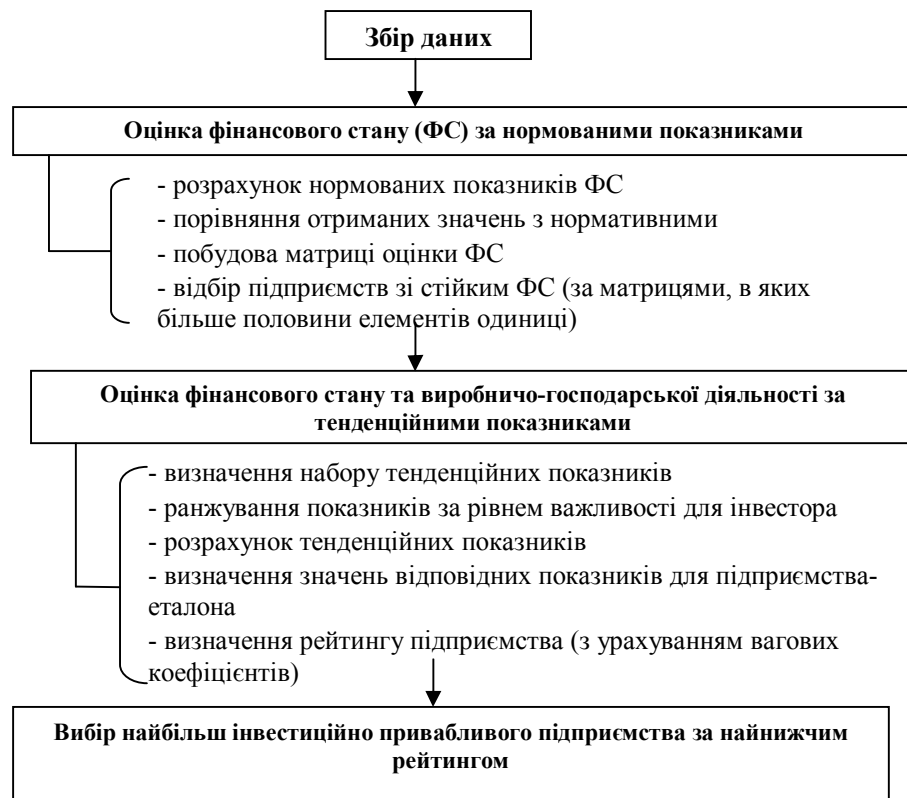 Збір даних
Оцінка фінансового стану (ФС) за нормованими показниками
- розрахунок нормованих показників ФС
- порівняння отриманих значень з нормативними
- побудова матриці оцінки ФС
- відбір підприємств зі стійким ФС (за матрицями, в яких
більше половини елементів одиниці)
Оцінка фінансового стану та виробничо-господарської діяльності за
тенденційними показниками
- визначення набору тенденційних показників
- ранжування показників за рівнем важливості для інвестора
- розрахунок тенденційних показників
- визначення значень відповідних показників для підприємства-
еталона
- визначення рейтингу підприємства (з урахуванням вагових
коефіцієнтів)
Вибір найбільш інвестиційно привабливого підприємства за найнижчим
рейтингом